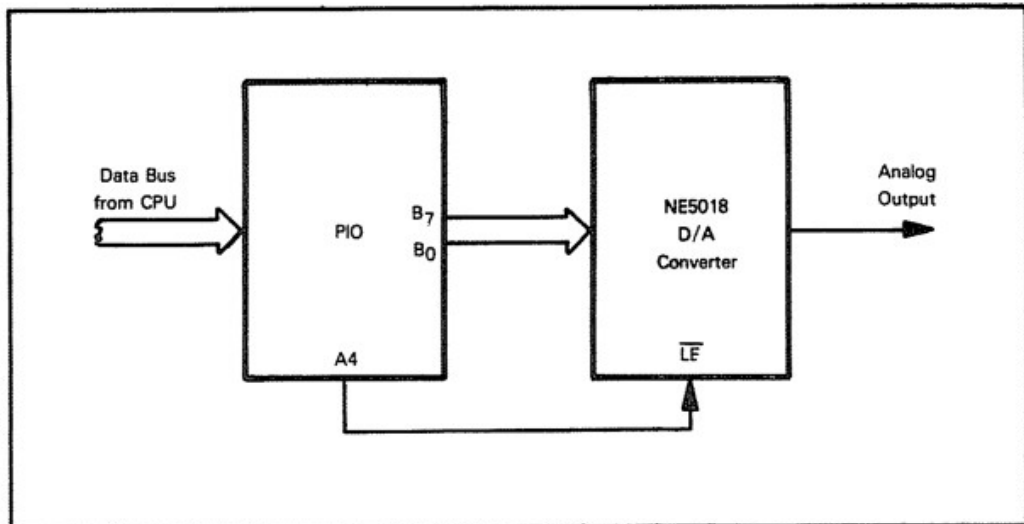 Data Bus
from CPU
PIO
B7
B0
A4
NE5018
D/A
Converter
LE
Analog
Output